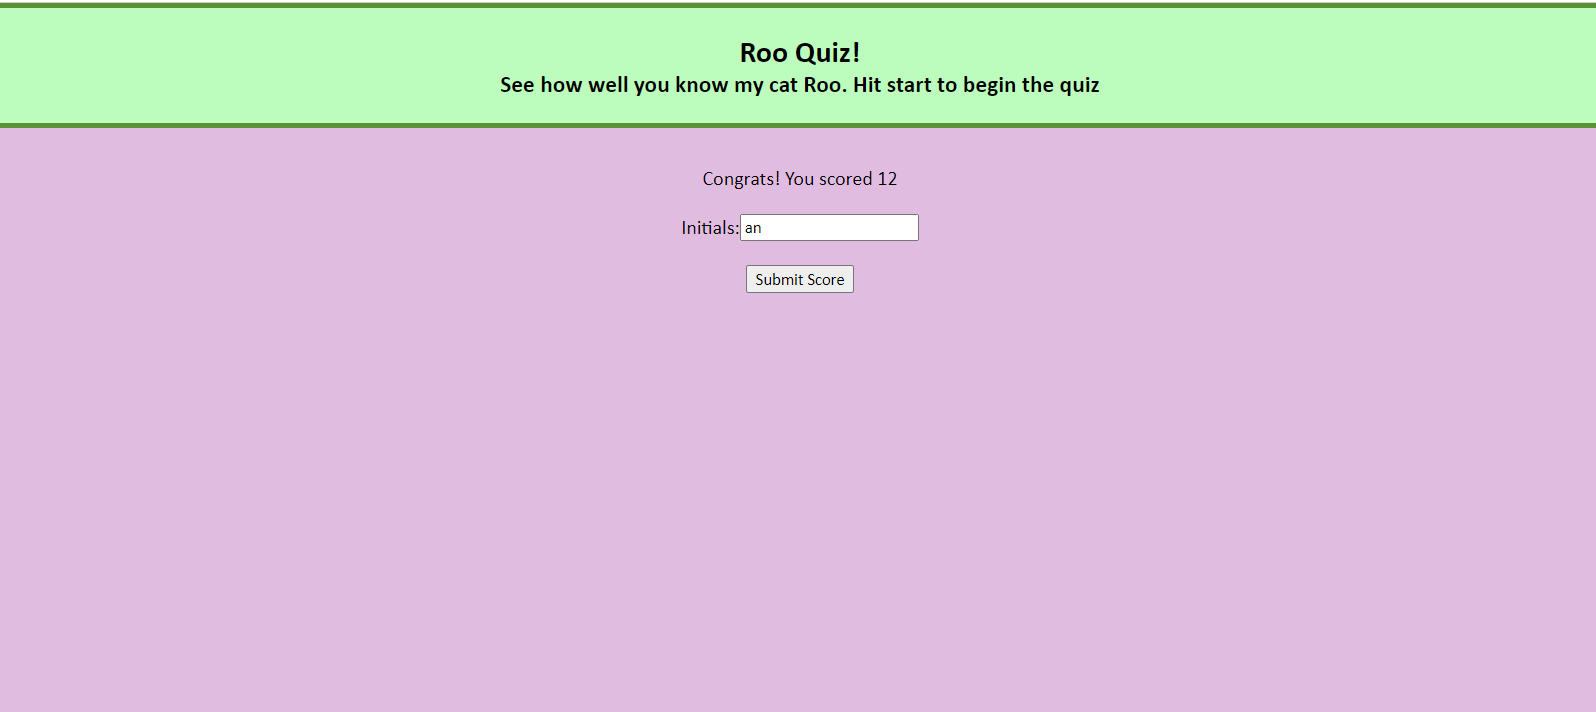 Roo Quiz!
See how well you know my cat Roo. Hit start to begin the quiz
Congrats! You scored 12
Initials: an
Submit Score